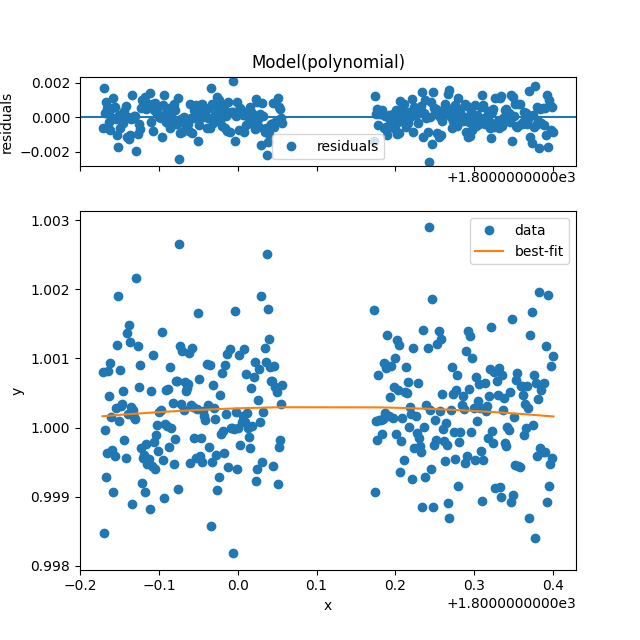 Model(polynomial)
0.002
0.000
−0.002
residuals
residuals
+1.8000000000e3
1.003
1.002
1.001
1.000
0.999
0.998
y
data
best-fit
−0.2
−0.1
0.0
0.1
0.2
0.3
0.4
x
+1.8000000000e3